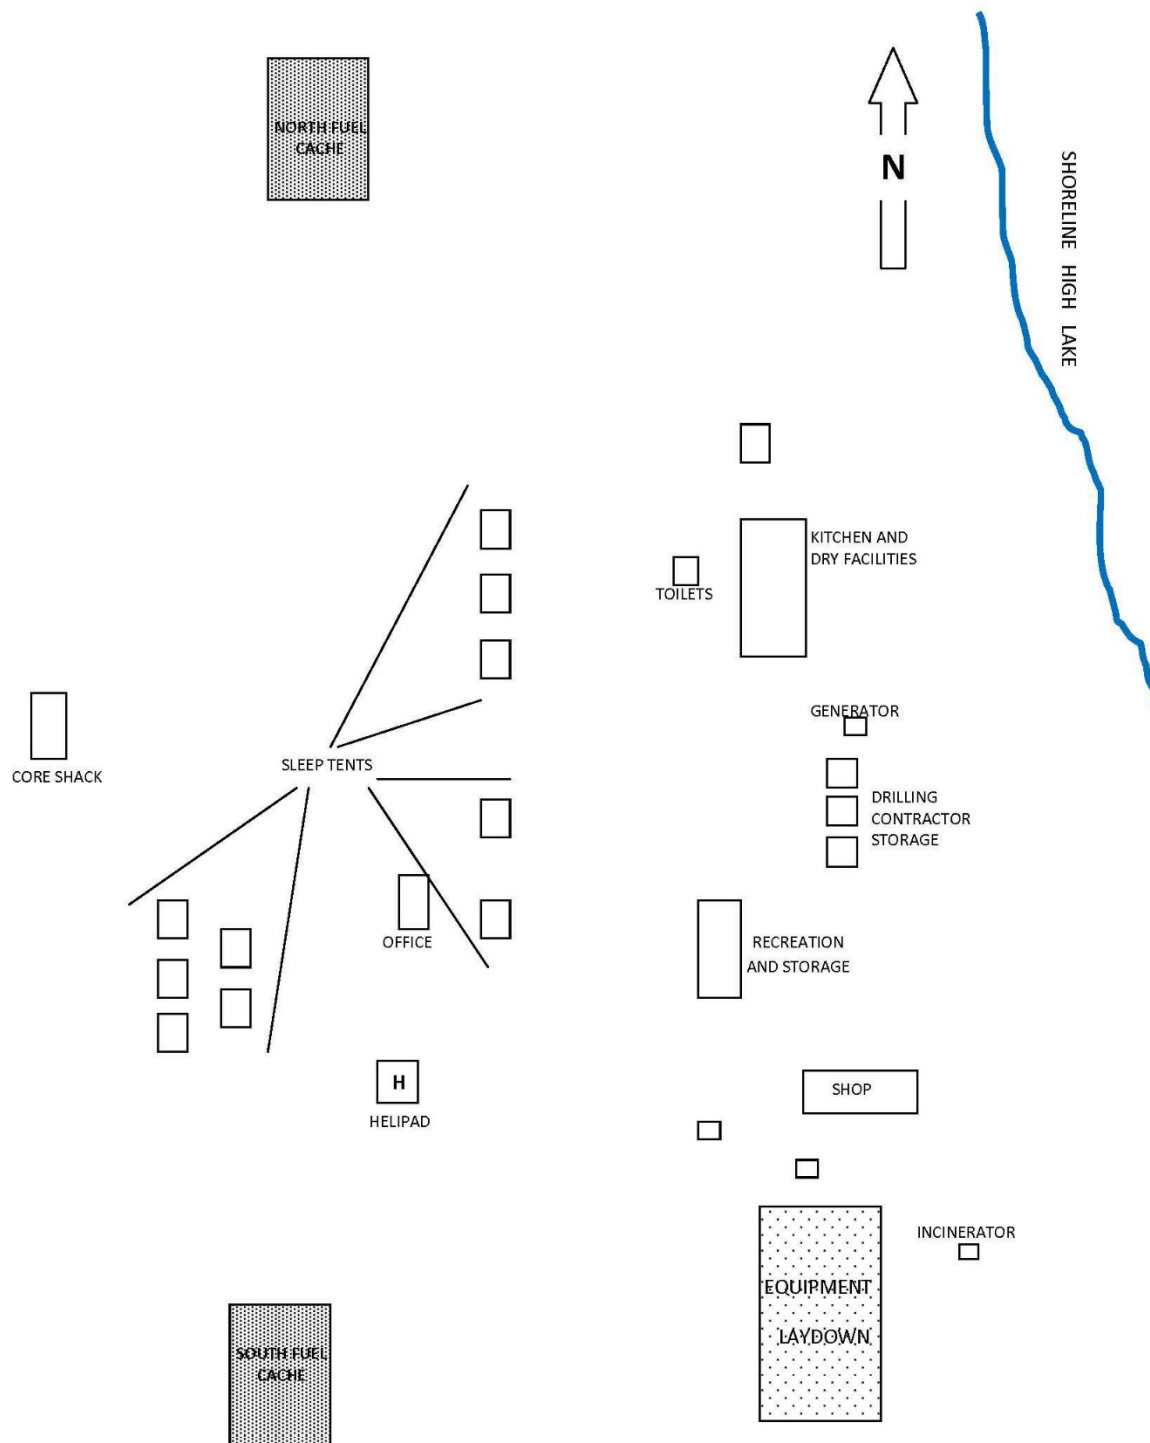 NORTH FUEL
CACHE
N
SHORELINE HIGH LAKE
KITCHEN AND
DRY FACILITIES
TOILETS
GENERATOR
SLEEP TENTS
CORE SHACK
DRILLING
CONTRACTOR
STORAGE
OFFICE
RECREATION
AND STORAGE
H
HELIPAD
SHOP
INCINERATOR
EQUIPMENT
LAYDOWN
SOUTH FUEL
CACHE